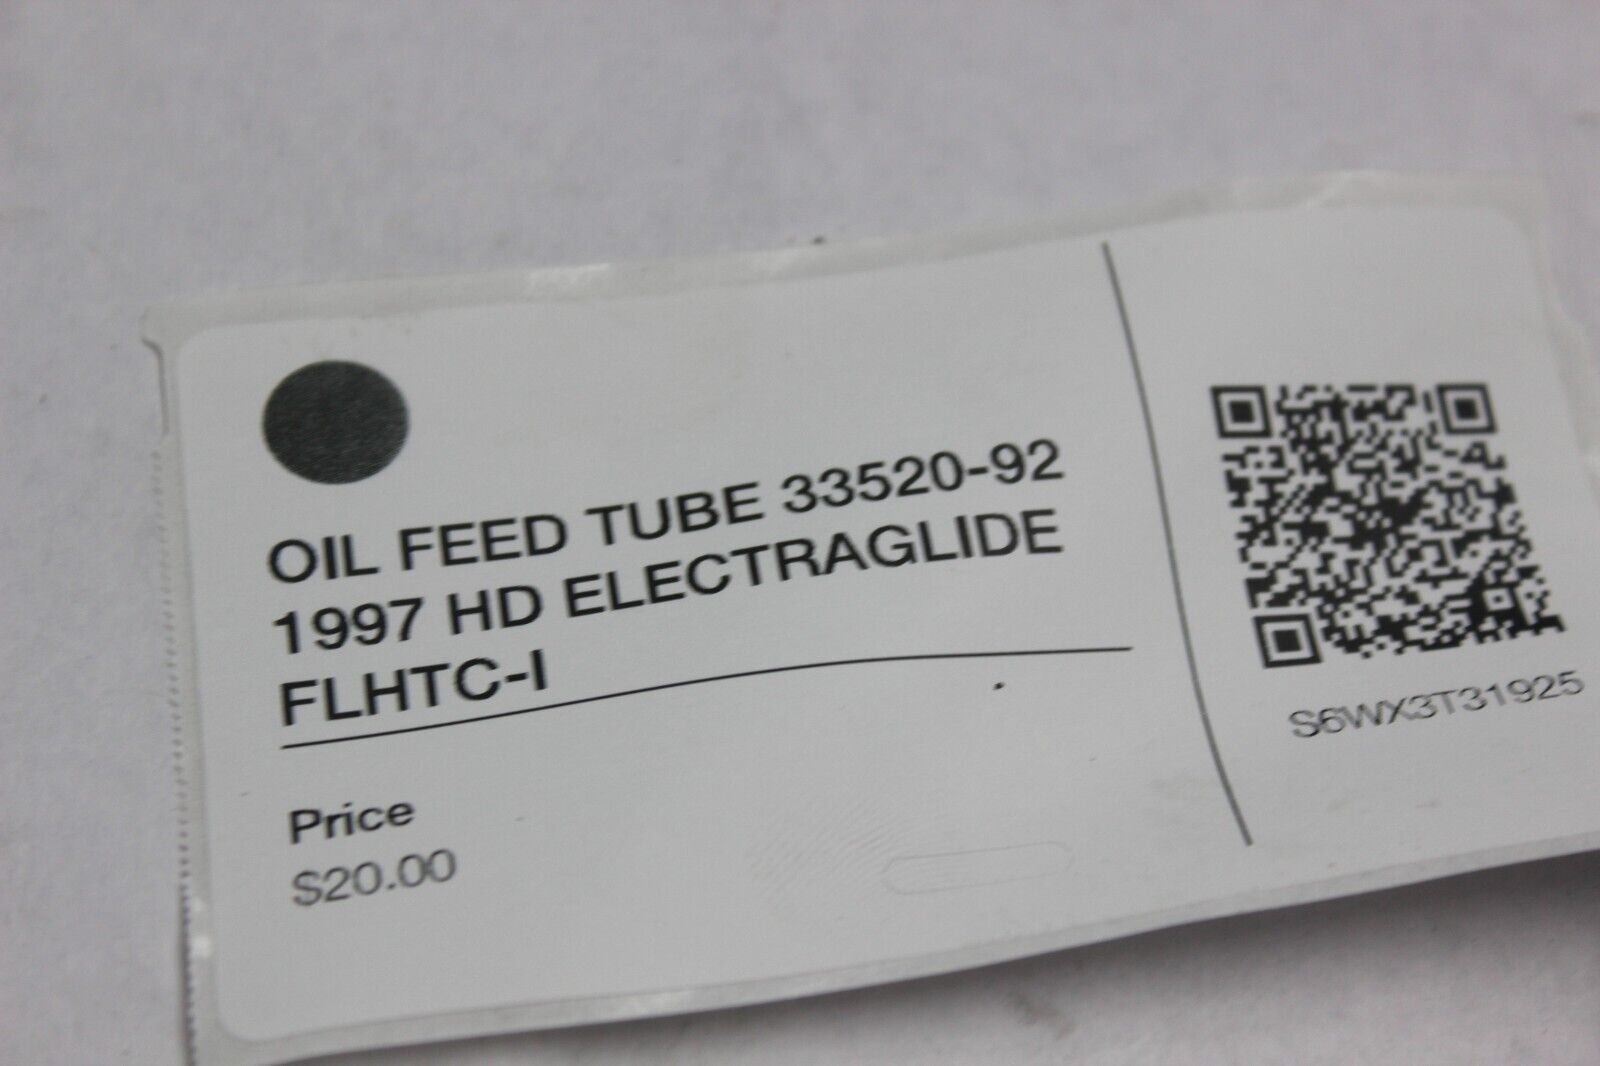 OIL FEED TUBE 33520-92
1997 HD ELECTRAGLIDE
FLHTC-I
Price
$20.00
S6WX3T31925